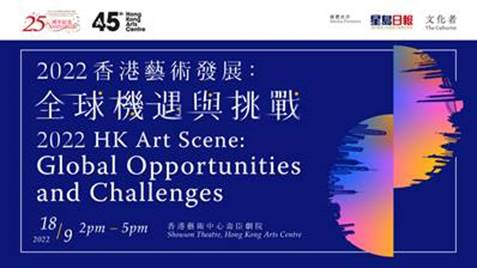 25
45th Hong
Kong
Arts
Centre
媒體伙伴
Media Partners
星島日報
文化者
The Culturist
2022 香港藝術發展：
全球機遇與挑戰
2022 HK Art Scene:
Global Opportunities
and Challenges
18/9 2pm – 5pm
2022
香港藝術中心壽臣劇院
Shouson Theatre, Hong Kong Arts Centre